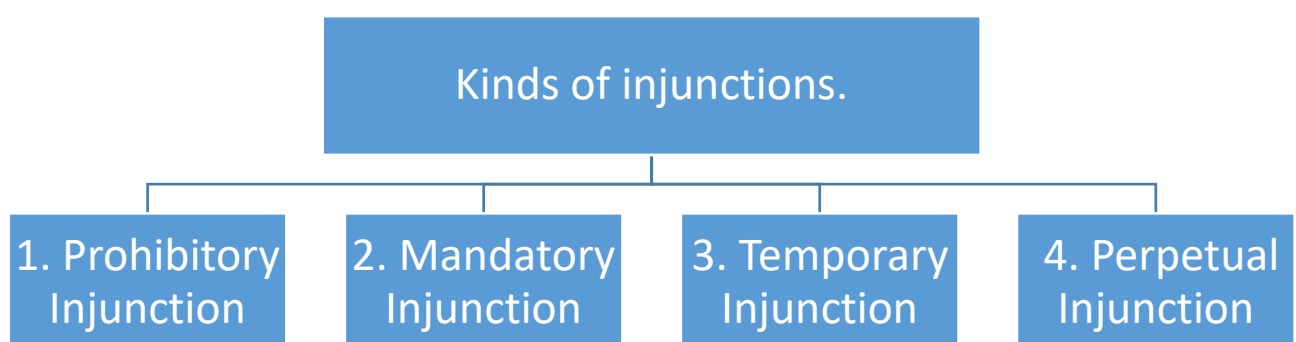 Kinds of injunctions.
1. Prohibitory
Injunction
2. Mandatory
Injunction
3. Temporary
Injunction
4. Perpetual
Injunction